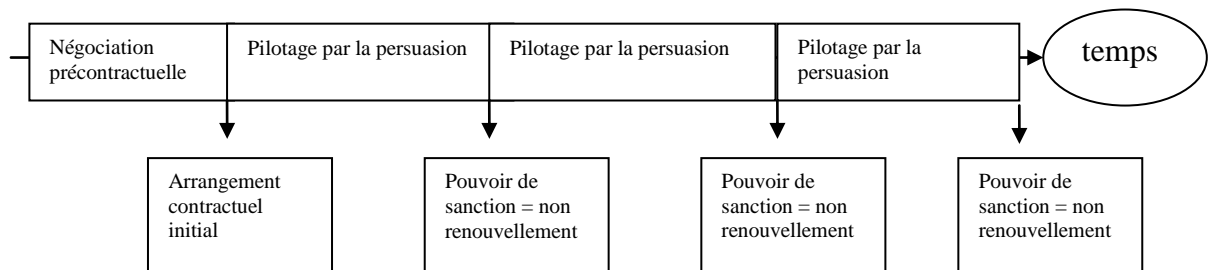 Négociation
précontractuelle
Pilotage par la persuasion
Pilotage par la persuasion
Pilotage par la
persuasion
temps
Arrangement
contractuel
initial
Pouvoir de
sanction = non
renouvellement
Pouvoir de
sanction = non
renouvellement
Pouvoir de
sanction = non
renouvellement